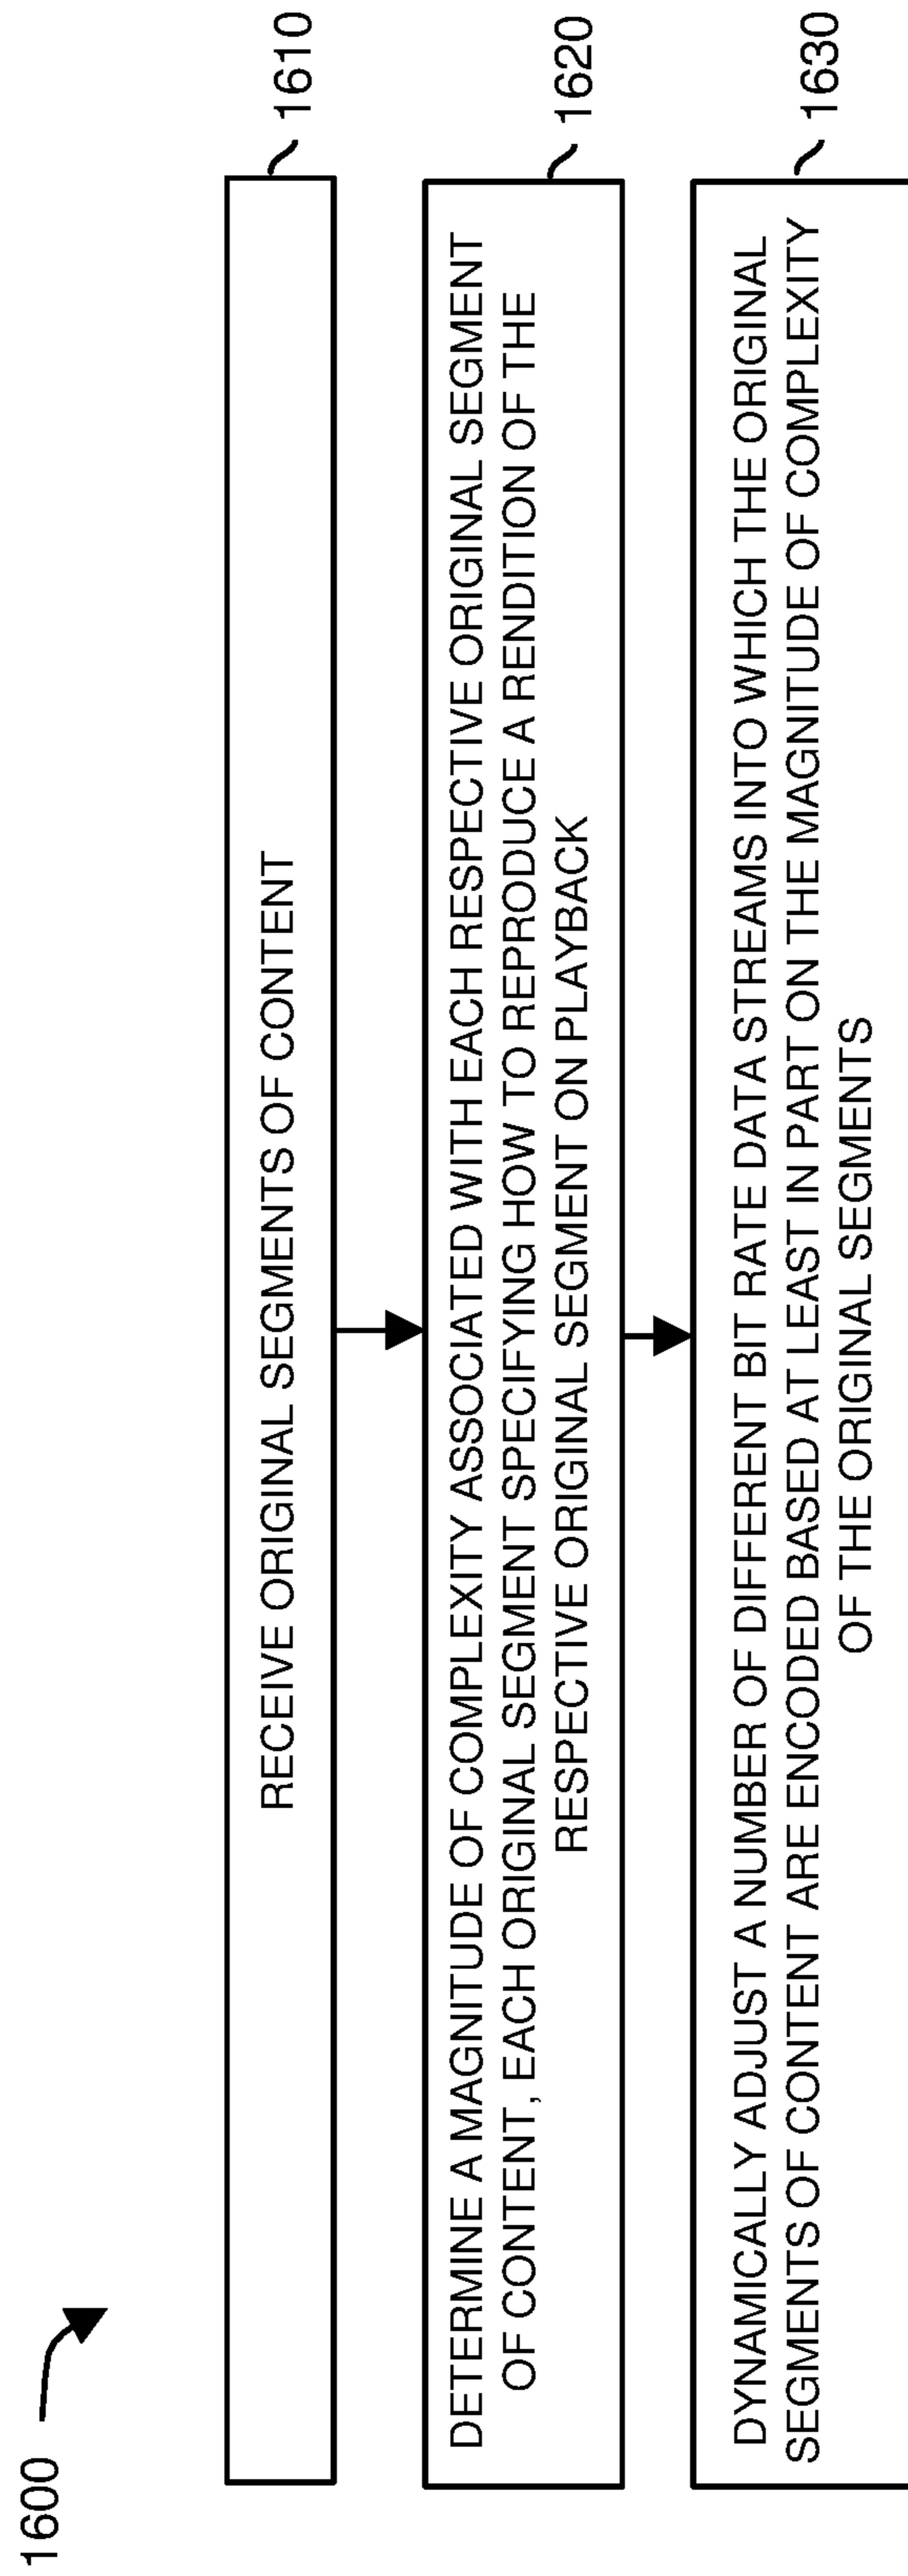 1600
RECEIVE ORIGINAL SEGMENTS OF CONTENT
1610
DETERMINE A MAGNITUDE OF COMPLEXITY ASSOCIATED WITH EACH RESPECTIVE ORIGINAL SEGMENT
OF CONTENT, EACH ORIGINAL SEGMENT SPECIFYING HOW TO REPRODUCE A RENDITION OF THE
RESPECTIVE ORIGINAL SEGMENT ON PLAYBACK
1620
DYNAMICALLY ADJUST A NUMBER OF DIFFERENT BIT RATE DATA STREAMS INTO WHICH THE ORIGINAL
SEGMENTS OF CONTENT ARE ENCODED BASED AT LEAST IN PART ON THE MAGNITUDE OF COMPLEXITY
OF THE ORIGINAL SEGMENTS
1630